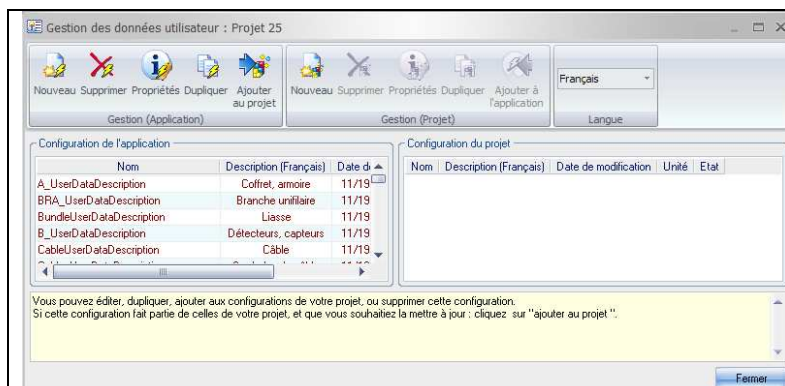 Gestion des données utilisateur : Projet 25
Nouveau Supprimer Propriétés Dupliquer Ajouter au projet
Nouveau Supprimer Propriétés Dupliquer Ajouter à l'application
Français
Gestion (Application) Gestion (Projet) Langue
Configuration de l'application
Nom Description (Français) Date d
A_UserDataDescription Coffret, armoire 11/19
BRA_UserDataDescription Branche unifilaire 11/19
BundleUserDataDescription Liasse 11/19
B_UserDataDescription Détecteurs, capteurs 11/19
CableUserDataDescription Câble 11/19
Configuration du projet
Nom Description (Français) Date de modification Unité Etat
Vous pouvez éditer, dupliquer, ajouter aux configurations de votre projet, ou supprimer cette configuration.
Si cette configuration fait partie de celles de votre projet, et que vous souhaitiez la mettre à jour : cliquez sur "ajouter au projet ".
Fermer